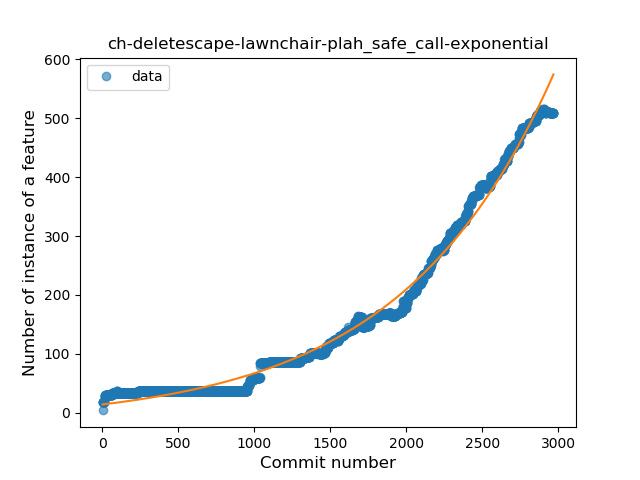 ch-deletescape-lawnchair-plah_safe_call-exponential
data
Number of instance of a feature
600
500
400
300
200
100
0
0 500 1000 1500 2000 2500 3000
Commit number